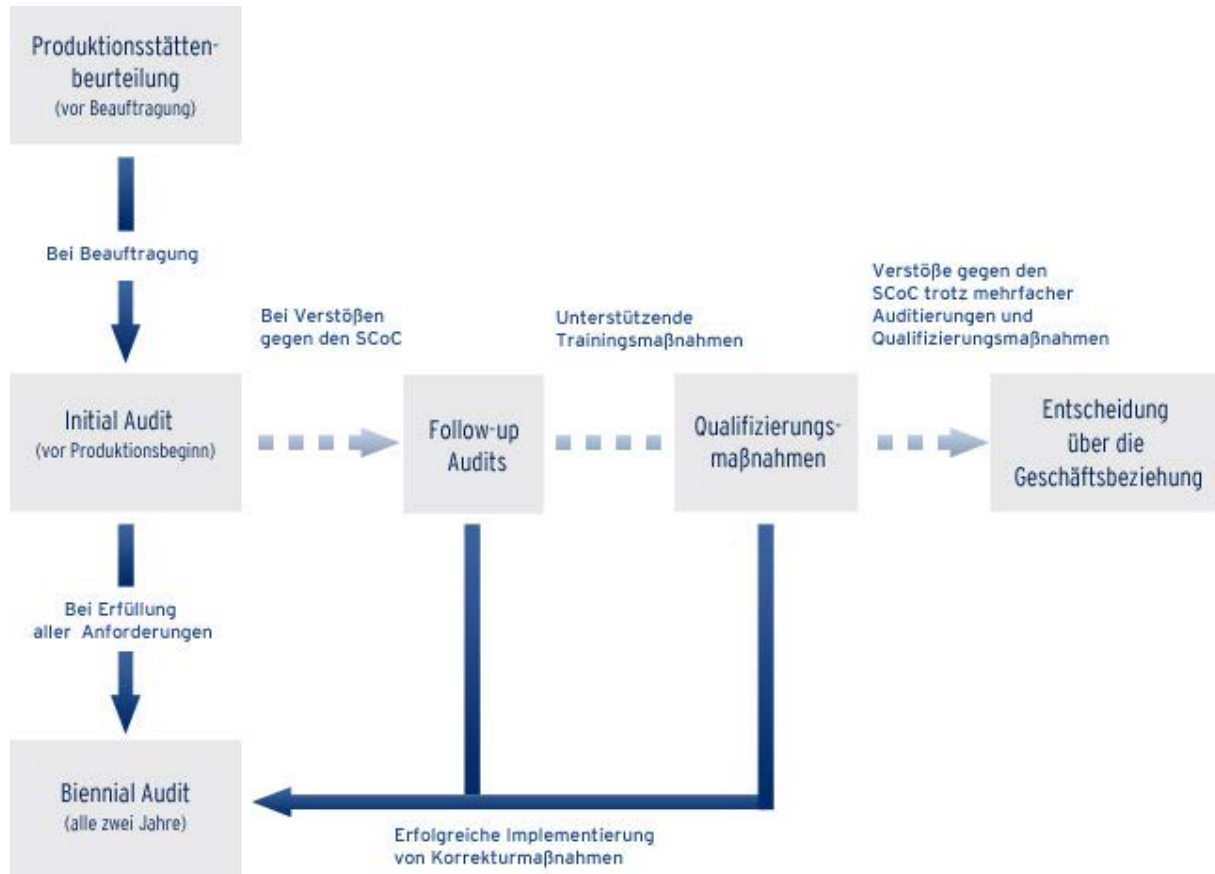 Produktionsstätten-
beurteilung
(vor Beauftragung)
Bei Beauftragung
Initial Audit
(vor Produktionsbeginn)
Bei Verstößen
gegen den SCoC
Follow-up
Audits
Unterstützende
Trainingsmaßnahmen
Qualifizierungs-
maßnahmen
Verstöße gegen den
SCoC trotz mehrfacher
Auditierungen und
Qualifizierungsmaßnahmen
Entscheidung
über die
Geschäftsbeziehung
Bei Erfüllung
aller Anforderungen
Biennial Audit
(alle zwei Jahre)
Erfolgreiche Implementierung
von Korrekturmaßnahmen